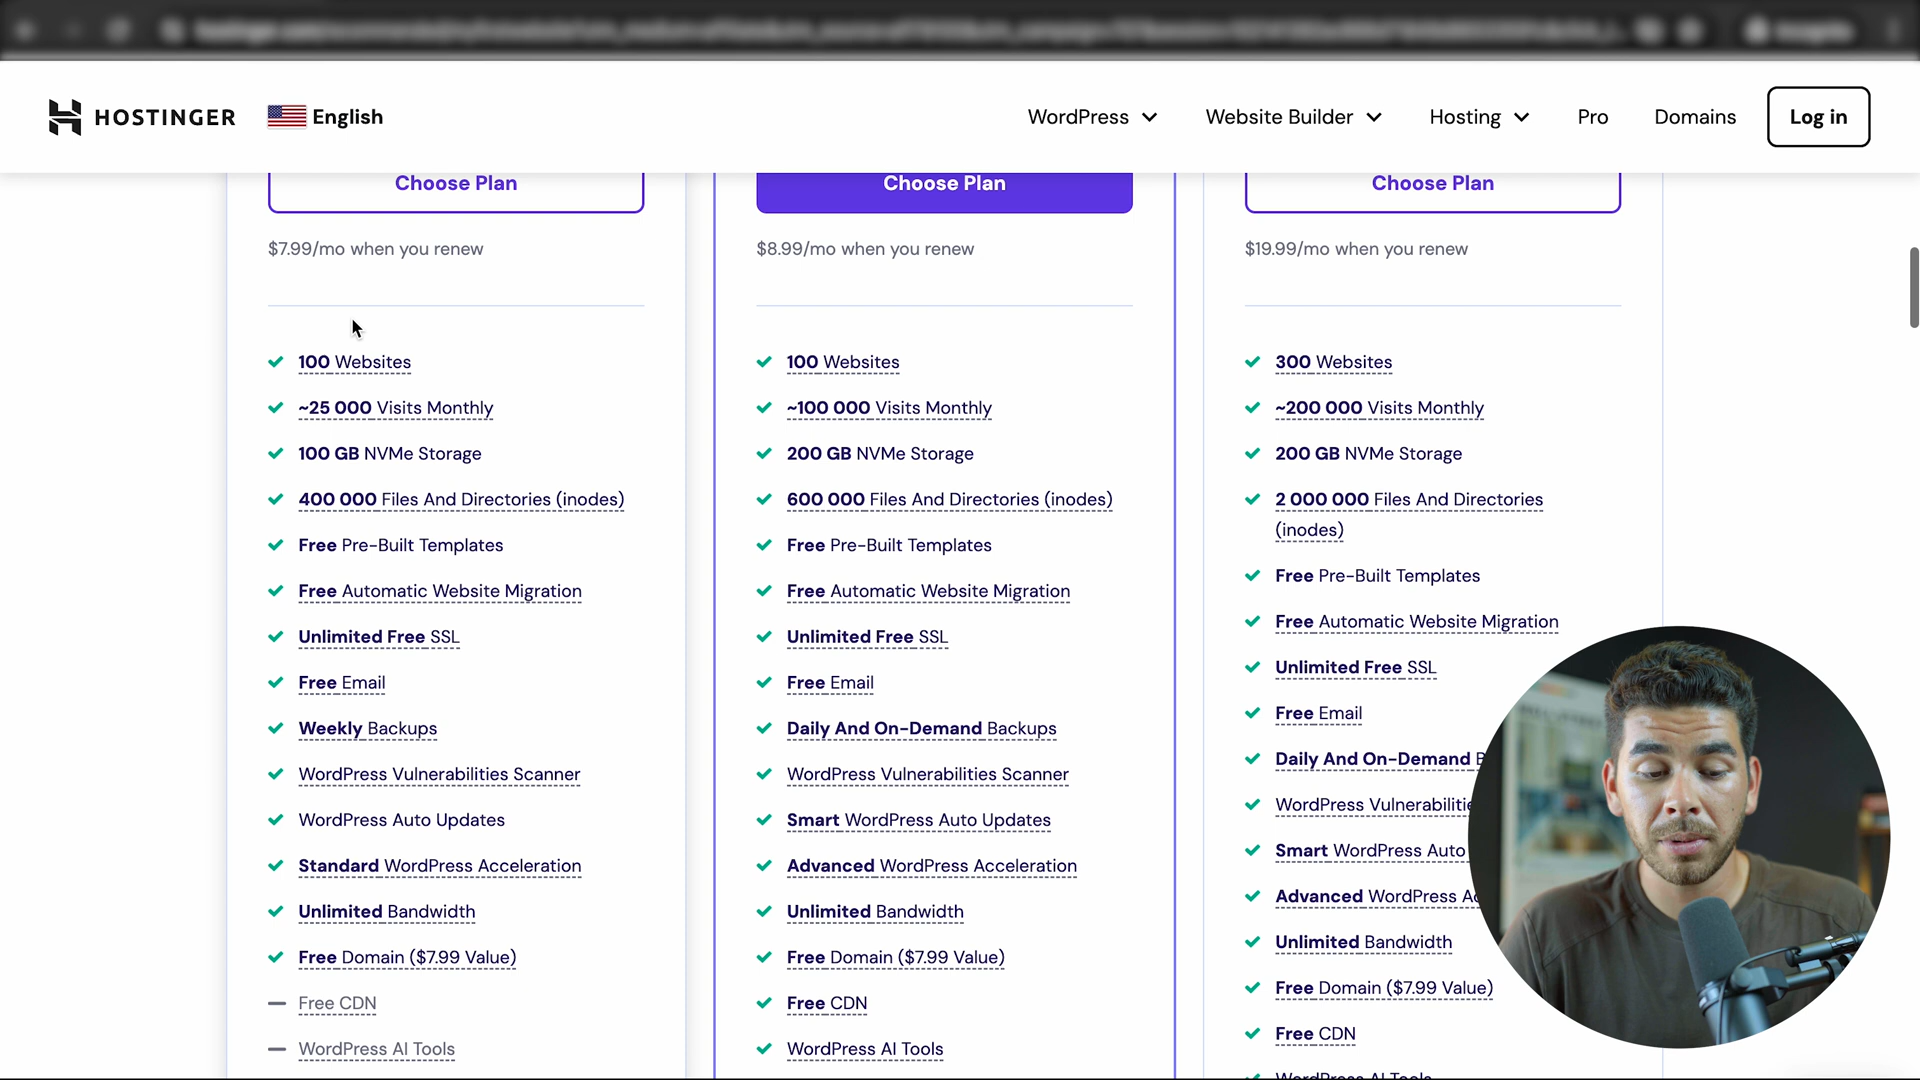 HOSTINGER
English
WordPress
Website Builder
Hosting
Pro
Domains
Log in
Choose Plan
$7.99/mo when you renew
100 Websites
~25 000 Visits Monthly
100 GB NVMe Storage
400 000 Files And Directories (inodes)
Free Pre-Built Templates
Free Automatic Website Migration
Unlimited Free SSL
Free Email
Weekly Backups
WordPress Vulnerabilities Scanner
WordPress Auto Updates
Standard WordPress Acceleration
Unlimited Bandwidth
Free Domain ($7.99 Value)
Free CDN
WordPress AI Tools
Choose Plan
$8.99/mo when you renew
100 Websites
~100 000 Visits Monthly
200 GB NVMe Storage
600 000 Files And Directories (inodes)
Free Pre-Built Templates
Free Automatic Website Migration
Unlimited Free SSL
Free Email
Daily And On-Demand Backups
WordPress Vulnerabilities Scanner
Smart WordPress Auto Updates
Advanced WordPress Acceleration
Unlimited Bandwidth
Free Domain ($7.99 Value)
Free CDN
WordPress AI Tools
Choose Plan
$19.99/mo when you renew
300 Websites
~200 000 Visits Monthly
200 GB NVMe Storage
2 000 000 Files And Directories
(inodes)
Free Pre-Built Templates
Free Automatic Website Migration
Unlimited Free SSL
Free Email
Daily And On-Demand
WordPress
Smart WordPress Auto
Advanced WordPress
Unlimited Bandwidth
Free Domain ($7.99 Value)
Free CDN
WordPress AI Tools